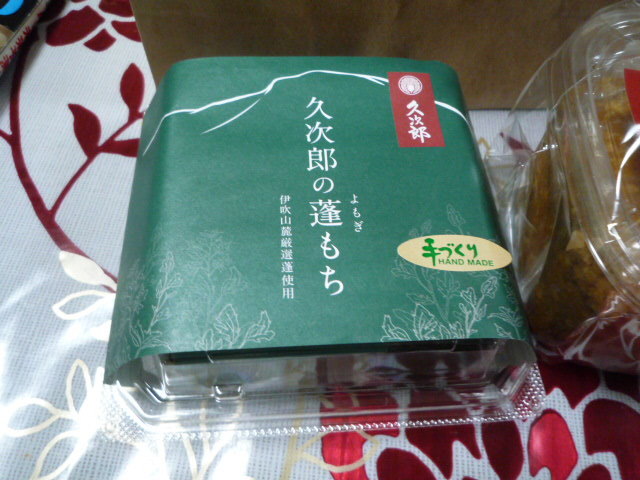 久次郎
久次郎の蓬もち
よもぎ
伊吹山麓厳選蓬使用
手づくり
HAND MADE